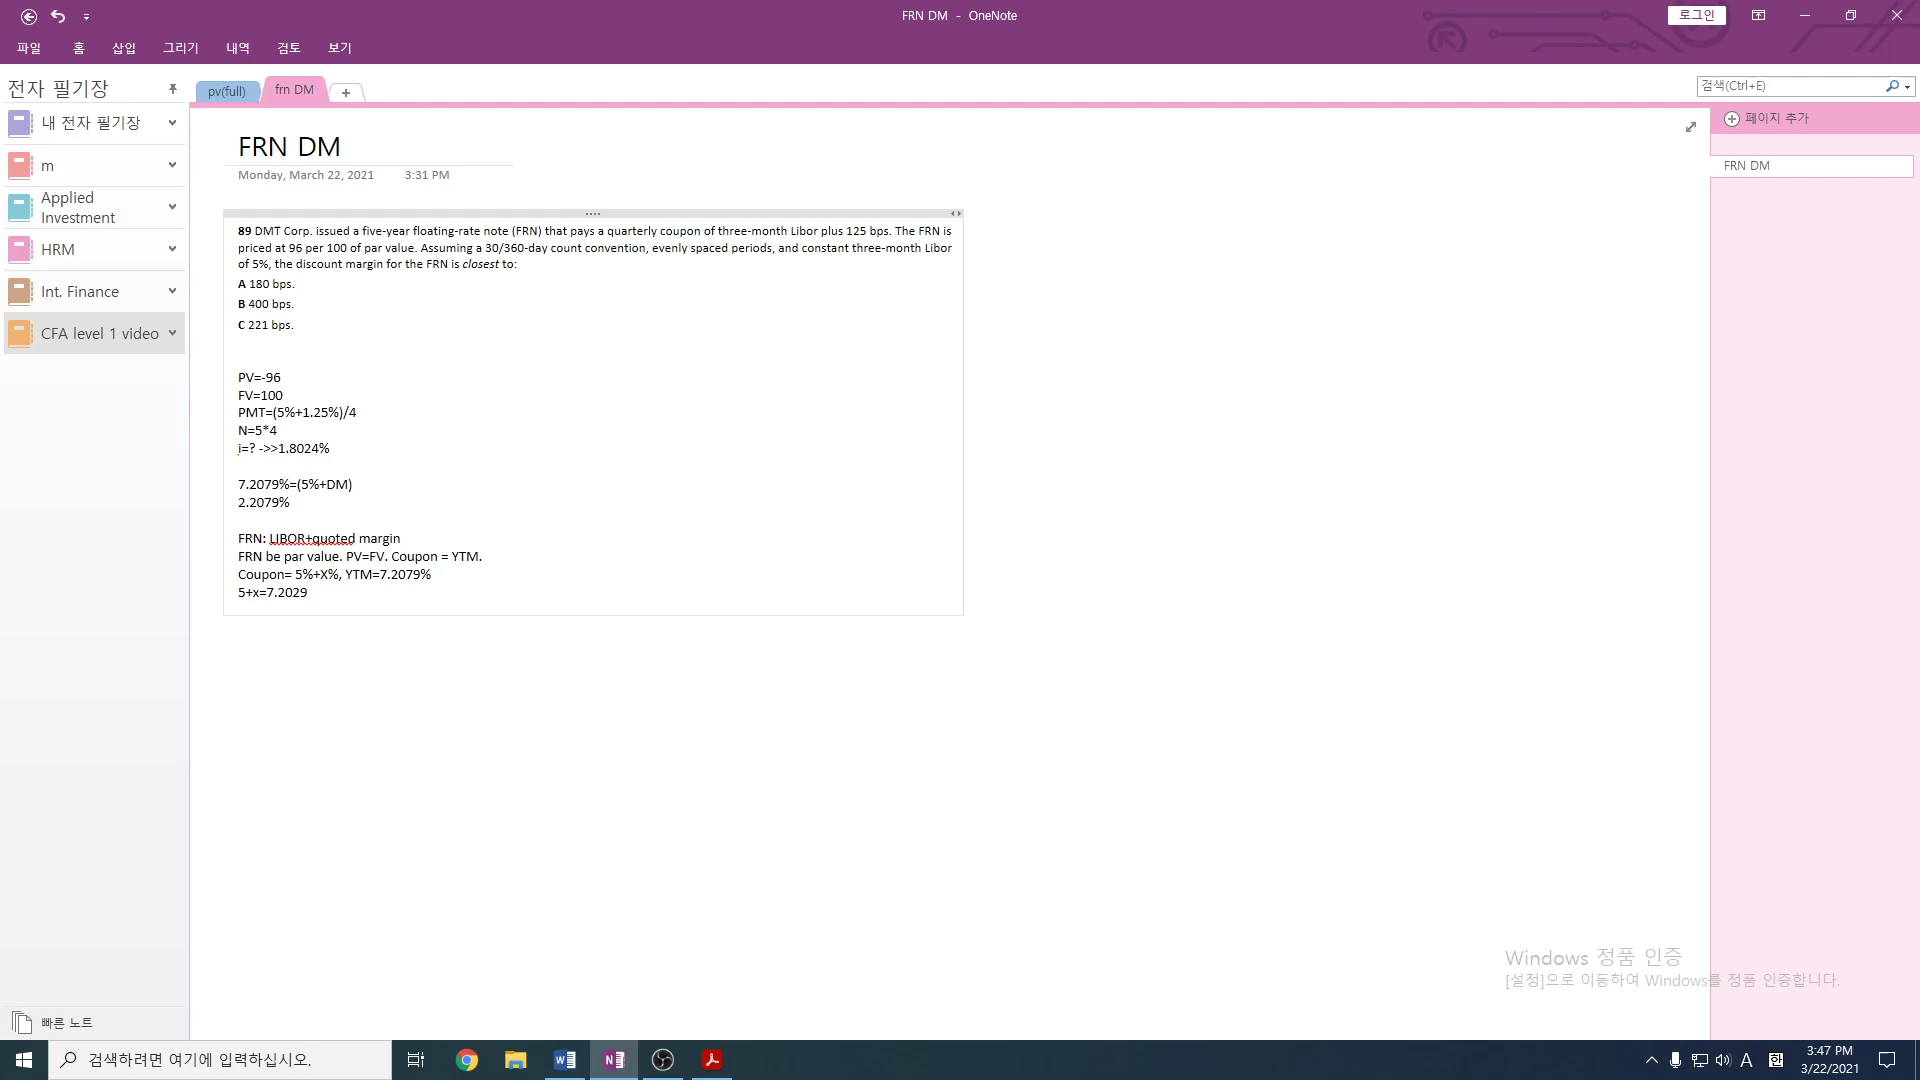 FRN DM - OneNote
로그인
파일 홈 삽입 그리기 내역 검토 보기
전자 필기장
pv(full)
frn DM
검색(Ctrl+E)
내 전자 필기장
m
Applied
Investment
HRM
Int. Finance
CFA level 1 video
빠른 노트
FRN DM
Monday, March 22, 2021 3:31 PM
89 DMT Corp. issued a five-year floating-rate note (FRN) that pays a quarterly coupon of three-month Libor plus 125 bps. The FRN is
priced at 96 per 100 of par value. Assuming a 30/360-day count convention, evenly spaced periods, and constant three-month Libor
of 5%, the discount margin for the FRN is closest to:
A 180 bps.
B 400 bps.
C 221 bps.
PV=-96
FV=100
PMT=(5%+1.25%)/4
N=5*4
i=? ->>1.8024%
7.2079%=(5%+DM)
2.2079%
FRN: LIBOR+quoted margin
FRN be par value. PV=FV. Coupon = YTM.
Coupon= 5%+X%, YTM=7.2079%
5+x=7.2029
페이지 추가
FRN DM
Windows 정품 인증
[설정]으로 이동하여 Windows를 정품 인증합니다.
검색하려면 여기에 입력하십시오.
A
한
3:47 PM
3/22/2021